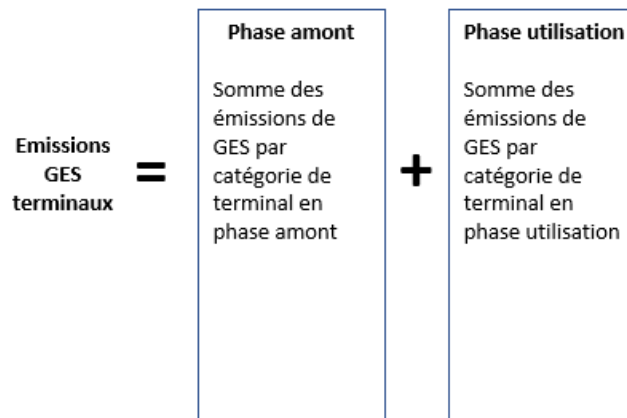 Phase amont
Somme des
émissions de
GES par
catégorie de
terminal en
phase amont
Emissions
GES
terminaux
=
+
Phase utilisation
Somme des
émissions de
GES par
catégorie de
terminal en
phase utilisation